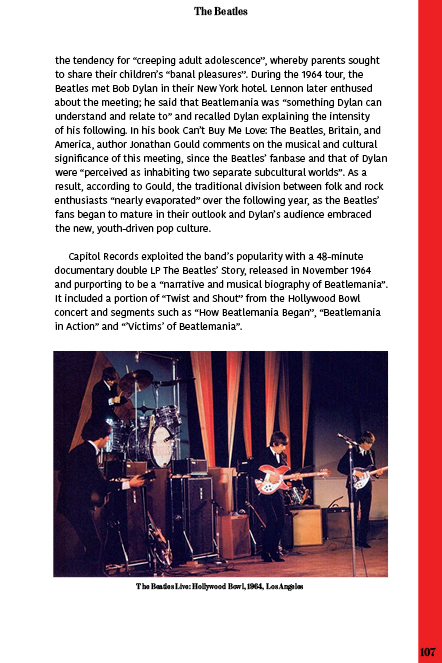 The Beatles
the tendency for “creeping adult adolescence”, whereby parents sought
to share their children’s “banal pleasures”. During the 1964 tour, the
Beatles met Bob Dylan in their New York hotel. Lennon later enthused
about the meeting; he said that Beatlemania was “something Dylan can
understand and relate to” and recalled Dylan explaining the intensity
of his following. In his book Can’t Buy Me Love: The Beatles, Britain, and
America, author Jonathan Gould comments on the musical and cultural
significance of this meeting, since the Beatles’ fanbase and that of Dylan
were “perceived as inhabiting two separate subcultural worlds”. As a
result, according to Gould, the traditional division between folk and rock
enthusiasts “nearly evaporated” over the following year, as the Beatles’
fans began to mature in their outlook and Dylan’s audience embraced
the new, youth-driven pop culture.
Capitol Records exploited the band’s popularity with a 48-minute
documentary double LP The Beatles’ Story, released in November 1964
and purporting to be a “narrative and musical biography of Beatlemania”.
It included a portion of “Twist and Shout” from the Hollywood Bowl
concert and segments such as “How Beatlemania Began”, “Beatlemania
in Action” and “‘Victims’ of Beatlemania”.
The Beatles Live: Hollywood Bowl, 1964, Los Angeles
107